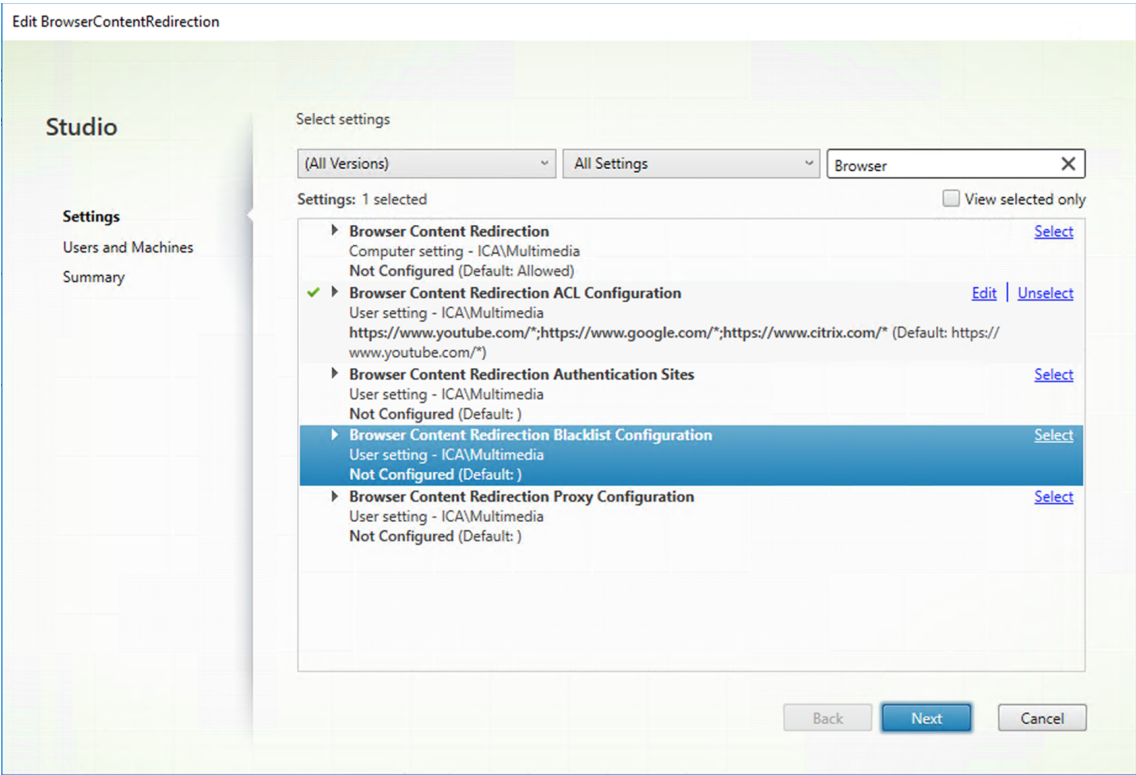 Edit BrowserContentRedirection
Studio
Settings
Users and Machines
Summary
Select settings
(All Versions)
All Settings
Browser
Settings: 1 selected
View selected only
Browser Content Redirection Select
Computer setting - ICA\Multimedia
Not Configured (Default: Allowed)
Browser Content Redirection ACL Configuration Edit | Unselect
User setting - ICA\Multimedia
https://www.youtube.com/*;https://www.google.com/*;https://www.citrix.com/* (Default: https://
www.youtube.com/*)
Browser Content Redirection Authentication Sites Select
User setting - ICA\Multimedia
Not Configured (Default: )
Browser Content Redirection Blacklist Configuration Select
User setting - ICA\Multimedia
Not Configured (Default: )
Browser Content Redirection Proxy Configuration Select
User setting - ICA\Multimedia
Not Configured (Default: )
Back
Next
Cancel